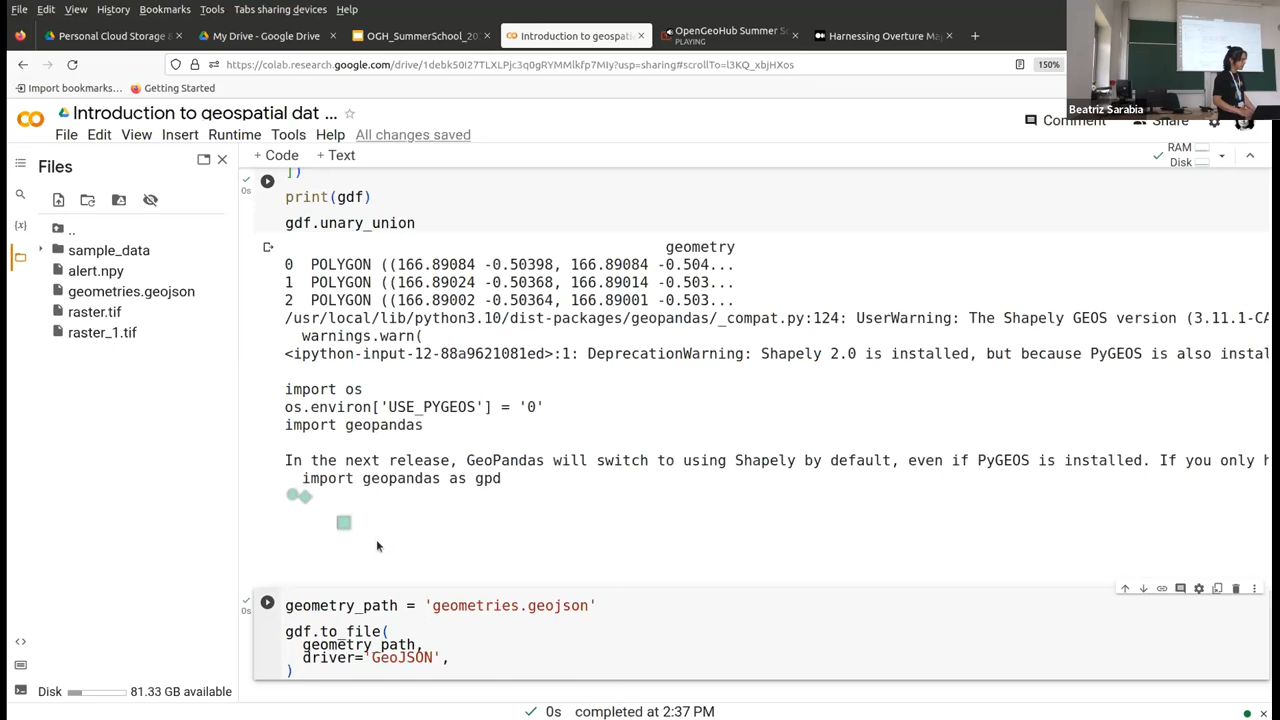 File Edit View History Bookmarks Tools Tabs sharing devices Help
Personal Cloud Storage &
My Drive - Google Drive
OGH_SummerSchool_20
Introduction to geospati
OpenGeoHub Summer S
PLAYING
Harnessing Overture Ma
https://colab.research.google.com/drive/1debk50I27TLXLPjc3q0gRYMMlkfp7MIy?usp=sharing#scrollTo=l3KQ_xbjHXos
150%
Import bookmarks...
Getting Started
Beatriz Sarabia
Introduction to geospatial dat ...
File Edit View Insert Runtime Tools Help All changes saved
Comment
Share
Files
+ Code + Text
RAM
Disk
])
0s
print(gdf)
gdf.unary_union
..
sample_data
alert.npy
geometries.geojson
raster.tif
raster_1.tif
{x}
geometry
0 POLYGON ((166.89084 -0.50398, 166.89084 -0.504...
1 POLYGON ((166.89024 -0.50368, 166.89014 -0.503...
2 POLYGON ((166.89002 -0.50364, 166.89001 -0.503...
/usr/local/lib/python3.10/dist-packages/geopandas/_compat.py:124: UserWarning: The Shapely GEOS version (3.11.1-CA
warnings.warn(
<ipython-input-12-88a9621081ed>:1: DeprecationWarning: Shapely 2.0 is installed, but because PyGEOS is also instal
import os
os.environ['USE_PYGEOS'] = '0'
import geopandas
In the next release, GeoPandas will switch to using Shapely by default, even if PyGEOS is installed. If you only h
import geopandas as gpd
0s
geometry_path = 'geometries.geojson'
gdf.to_file(
geometry_path,
driver='GeoJSON',
)
Disk
81.33 GB available
0s completed at 2:37 PM